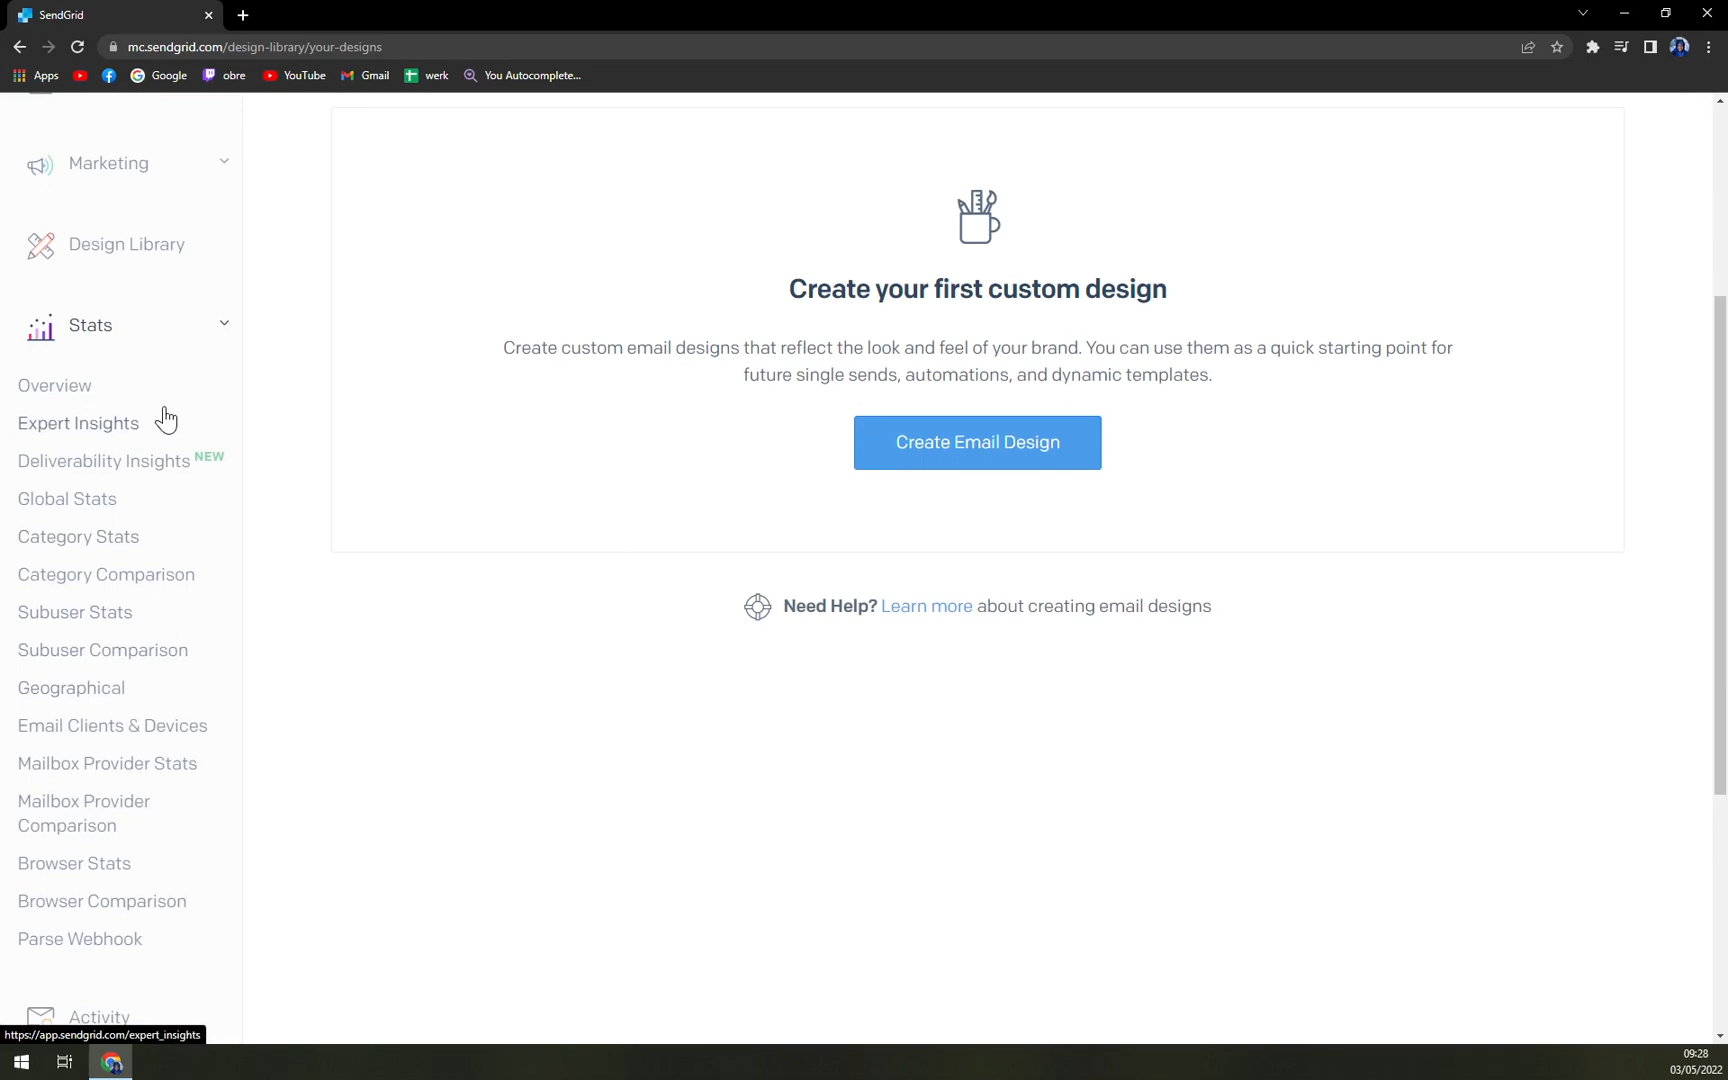 SendGrid
mc.sendgrid.com/design-library/your-designs
Apps
Google
obre
YouTube
Gmail
werk
You Autocomplete...
Marketing
Design Library
Stats
Overview
Expert Insights
Deliverability Insights NEW
Global Stats
Category Stats
Category Comparison
Subuser Stats
Subuser Comparison
Geographical
Email Clients & Devices
Mailbox Provider Stats
Mailbox Provider
Comparison
Browser Stats
Browser Comparison
Parse Webhook
Activity
https://app.sendgrid.com/expert_insights
Create your first custom design
Create custom email designs that reflect the look and feel of your brand. You can use them as a quick starting point for
future single sends, automations, and dynamic templates.
Create Email Design
Need Help? Learn more about creating email designs
09:28
03/05/2022